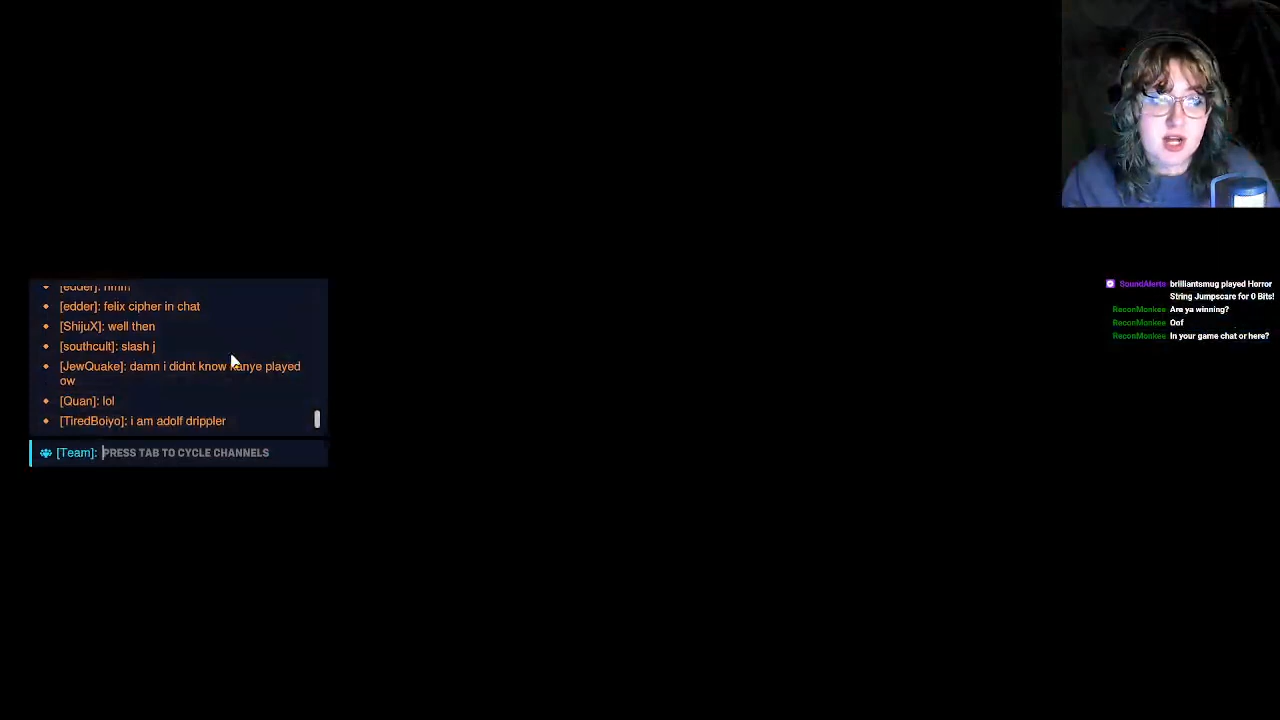 [edder]: hmm
[edder]: felix cipher in chat
[ShijuX]: well then
[southcult]: slash j
[JewQuake]: damn i didnt know kanye played
ow
[Quan]: lol
[TiredBoiyo]: i am adolf drippler
[Team]: PRESS TAB TO CYCLE CHANNELS
SoundAlerts brilliantsmug played Horror
String Jumpscare for 0 Bits!
ReconMonkee Are ya winning?
ReconMonkee Oof
ReconMonkee In your game chat or here?